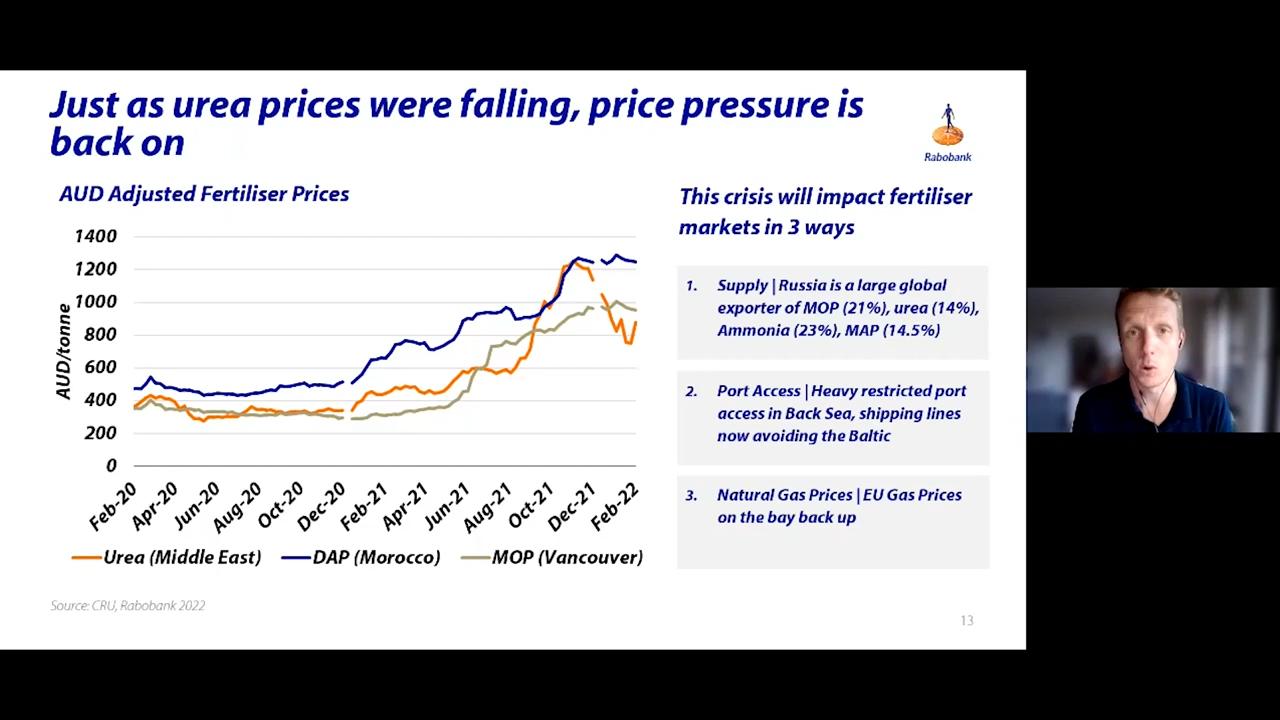 Just as urea prices were falling, price pressure is
back on
Rabobank
AUD Adjusted Fertiliser Prices
1400
1200
1000
800
600
400
200
0
AUD/tonne
Feb-20
Apr-20
Jun-20
Aug-20
Oct-20
Dec-20
Feb-21
Apr-21
Jun-21
Aug-21
Oct-21
Dec-21
Feb-22
Urea (Middle East)
DAP (Morocco)
MOP (Vancouver)
This crisis will impact fertiliser
markets in 3 ways
1. Supply | Russia is a large global
exporter of MOP (21%), urea (14%),
Ammonia (23%), MAP (14.5%)
2. Port Access | Heavy restricted port
access in Back Sea, shipping lines
now avoiding the Baltic
3. Natural Gas Prices | EU Gas Prices
on the bay back up
Source: CRU, Rabobank 2022
13